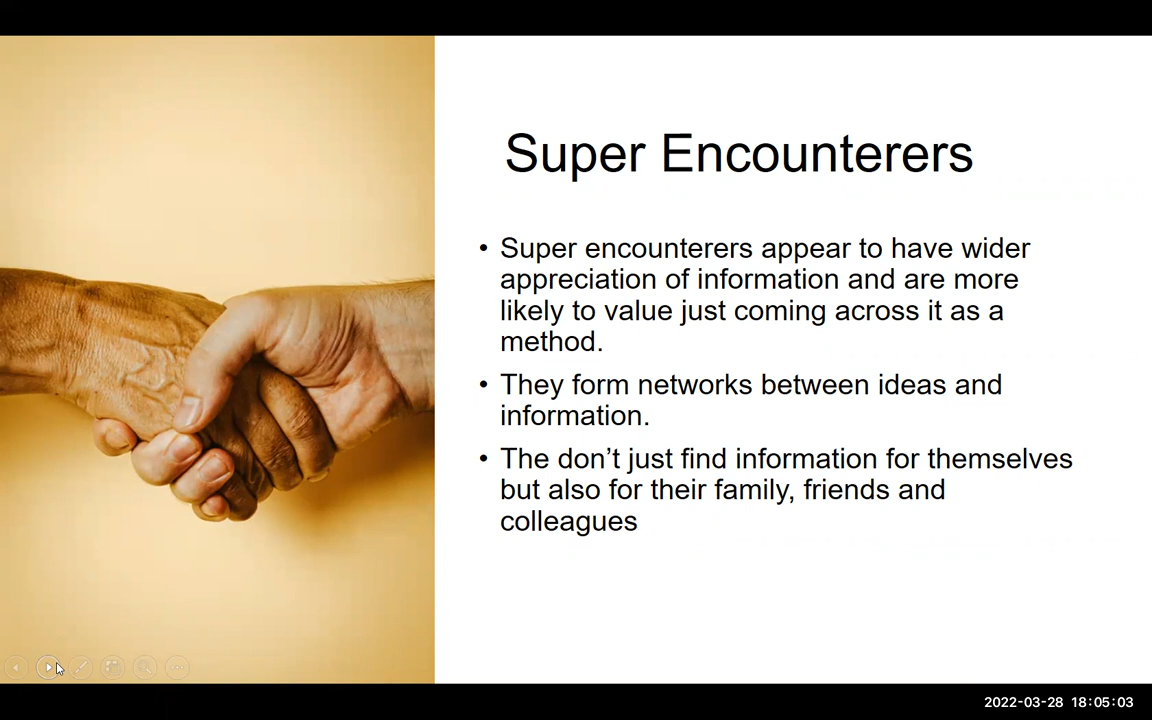 Super Encounterers
• Super encounterers appear to have wider
appreciation of information and are more
likely to value just coming across it as a
method.
• They form networks between ideas and
information.
• The don’t just find information for themselves
but also for their family, friends and
colleagues
2022-03-28 18:05:03